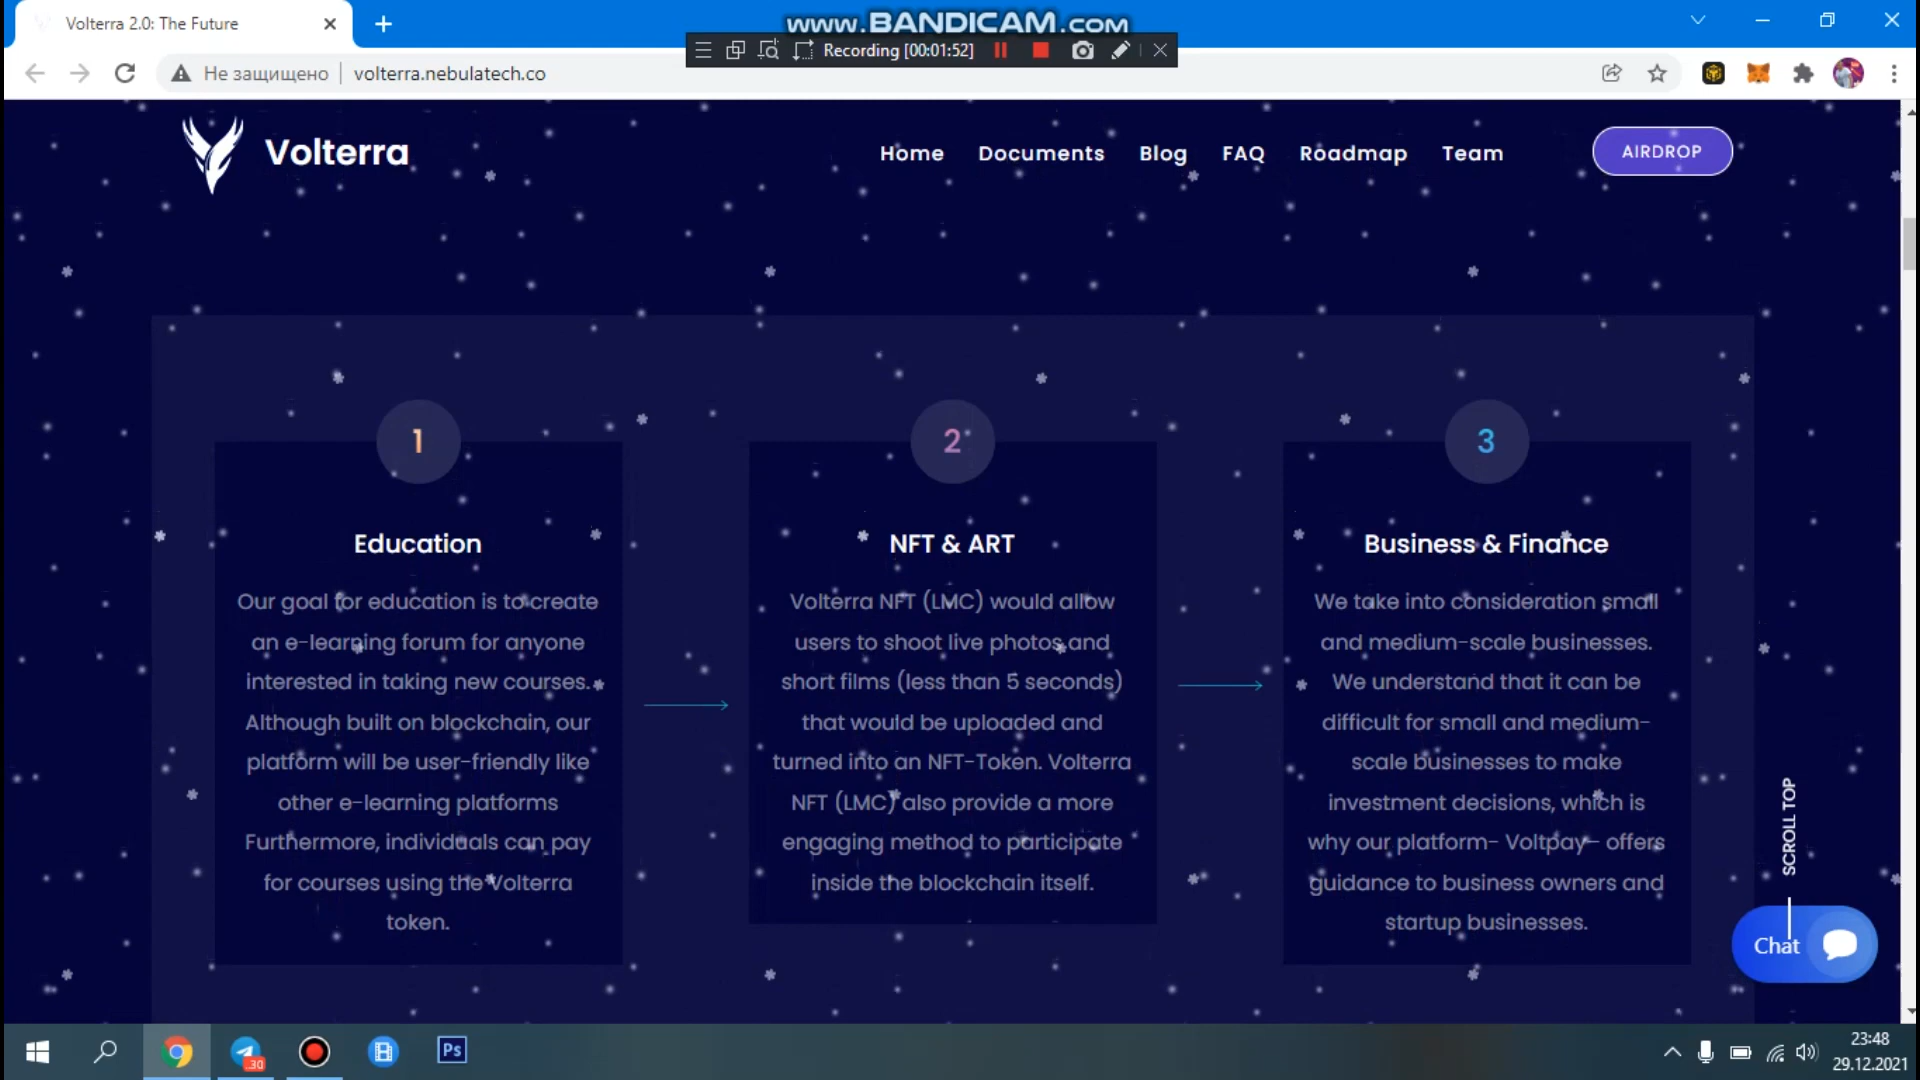 Volterra 2.0: The Future
www.BANDICAM.com
Recording [00:01:52]
Не защищено
volterra.nebulatech.co
Volterra
Home
Documents
Blog
FAQ
Roadmap
Team
AIRDROP
1
Education
Our goal for education is to create
an e-learning forum for anyone
interested in taking new courses.
Although built on blockchain, our
platform will be user-friendly like
other e-learning platforms
Furthermore, individuals can pay
for courses using the Volterra
token.
2
NFT & ART
Volterra NFT (LMC) would allow
users to shoot live photos and
short films (less than 5 seconds)
that would be uploaded and
turned into an NFT-Token. Volterra
NFT (LMC) also provide a more
engaging method to participate
inside the blockchain itself.
3
Business & Finance
We take into consideration small
and medium-scale businesses.
We understand that it can be
difficult for small and medium-
scale businesses to make
investment decisions, which is
why our platform- Voltpay- offers
guidance to business owners and
startup businesses.
SCROLL TOP
Chat
30
Ps
23:48
29.12.2021